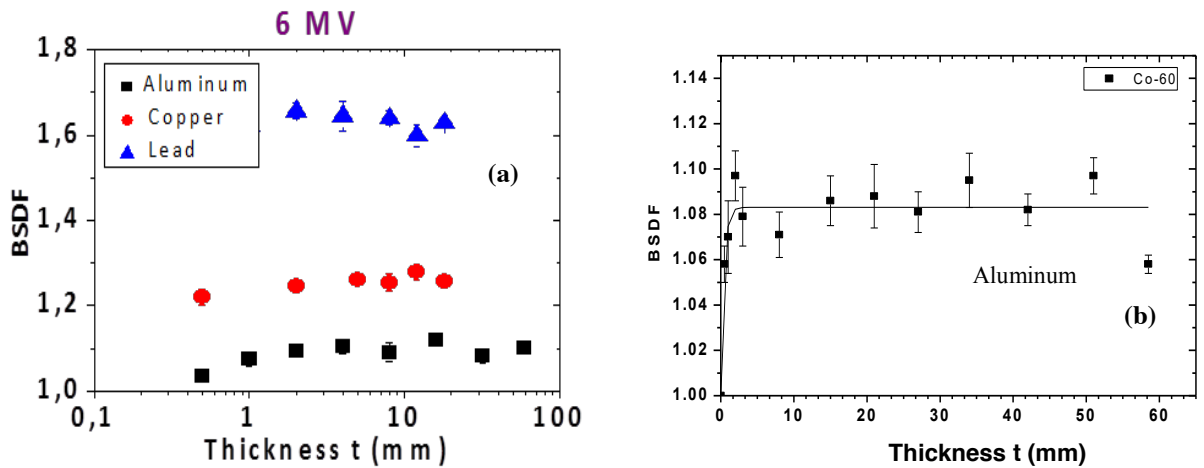 6 MV
1,8
1,6
1,4
1,2
1,0
BSDF
Aluminum
Copper
Lead
(a)
0,1
1
10
100
Thickness t (mm)
1.14
1.12
1.10
1.08
1.06
1.04
1.02
1.00
BSDF
Co-60
Aluminum
(b)
0
10
20
30
40
50
60
Thickness t (mm)